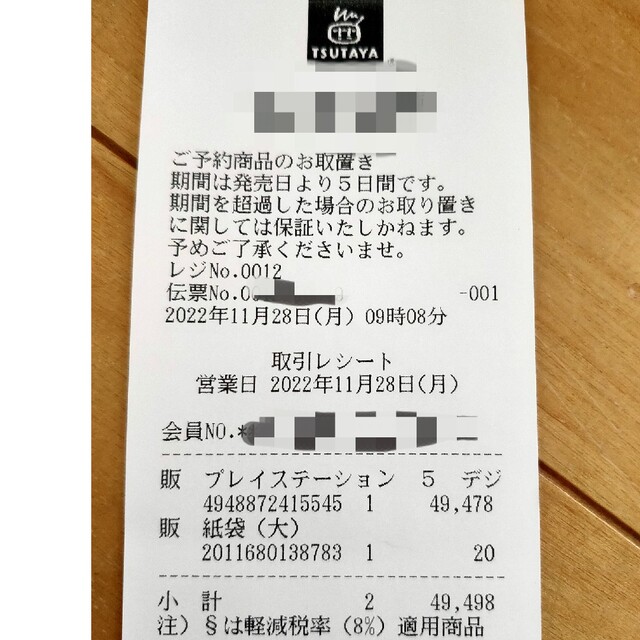 TSUTAYA
ご予約商品のお取置き
期間は発売日より5日間です。
期間を超過した場合のお取り置き
に関しては保証いたしかねます。
予めご了承くださいませ。
レジNo.0012
伝票No.0 -001
2022年11月28日(月) 09時08分
取引レシート
営業日 2022年11月28日(月)
会員NO.*
販 プレイステーション 5 デジ
4948872415545 1 49,478
販 紙袋(大)
2011680138783 1 20
小 計 2 49,498
注) §は軽減税率(8%)適用商品